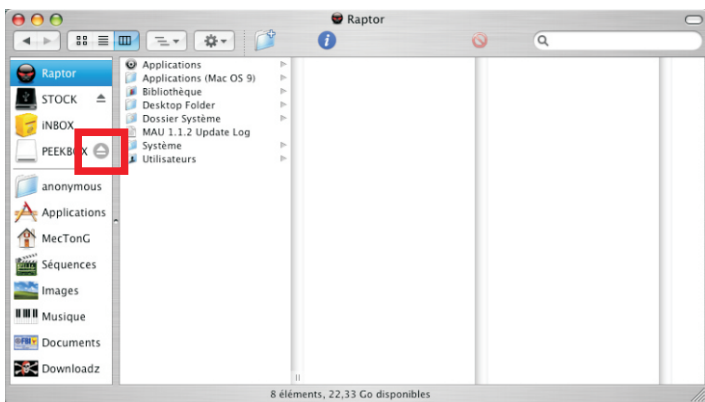 Raptor
Raptor
STOCK
iNBOX
PEEKBOX
anonymous
Applications
MecTonG
Séquences
Images
Musique
Documents
Downloadz
Applications
Applications (Mac OS 9)
Bibliothèque
Desktop Folder
Dossier Système
MAU 1.1.2 Update Log
Système
Utilisateurs
8 éléments, 22,33 Go disponibles